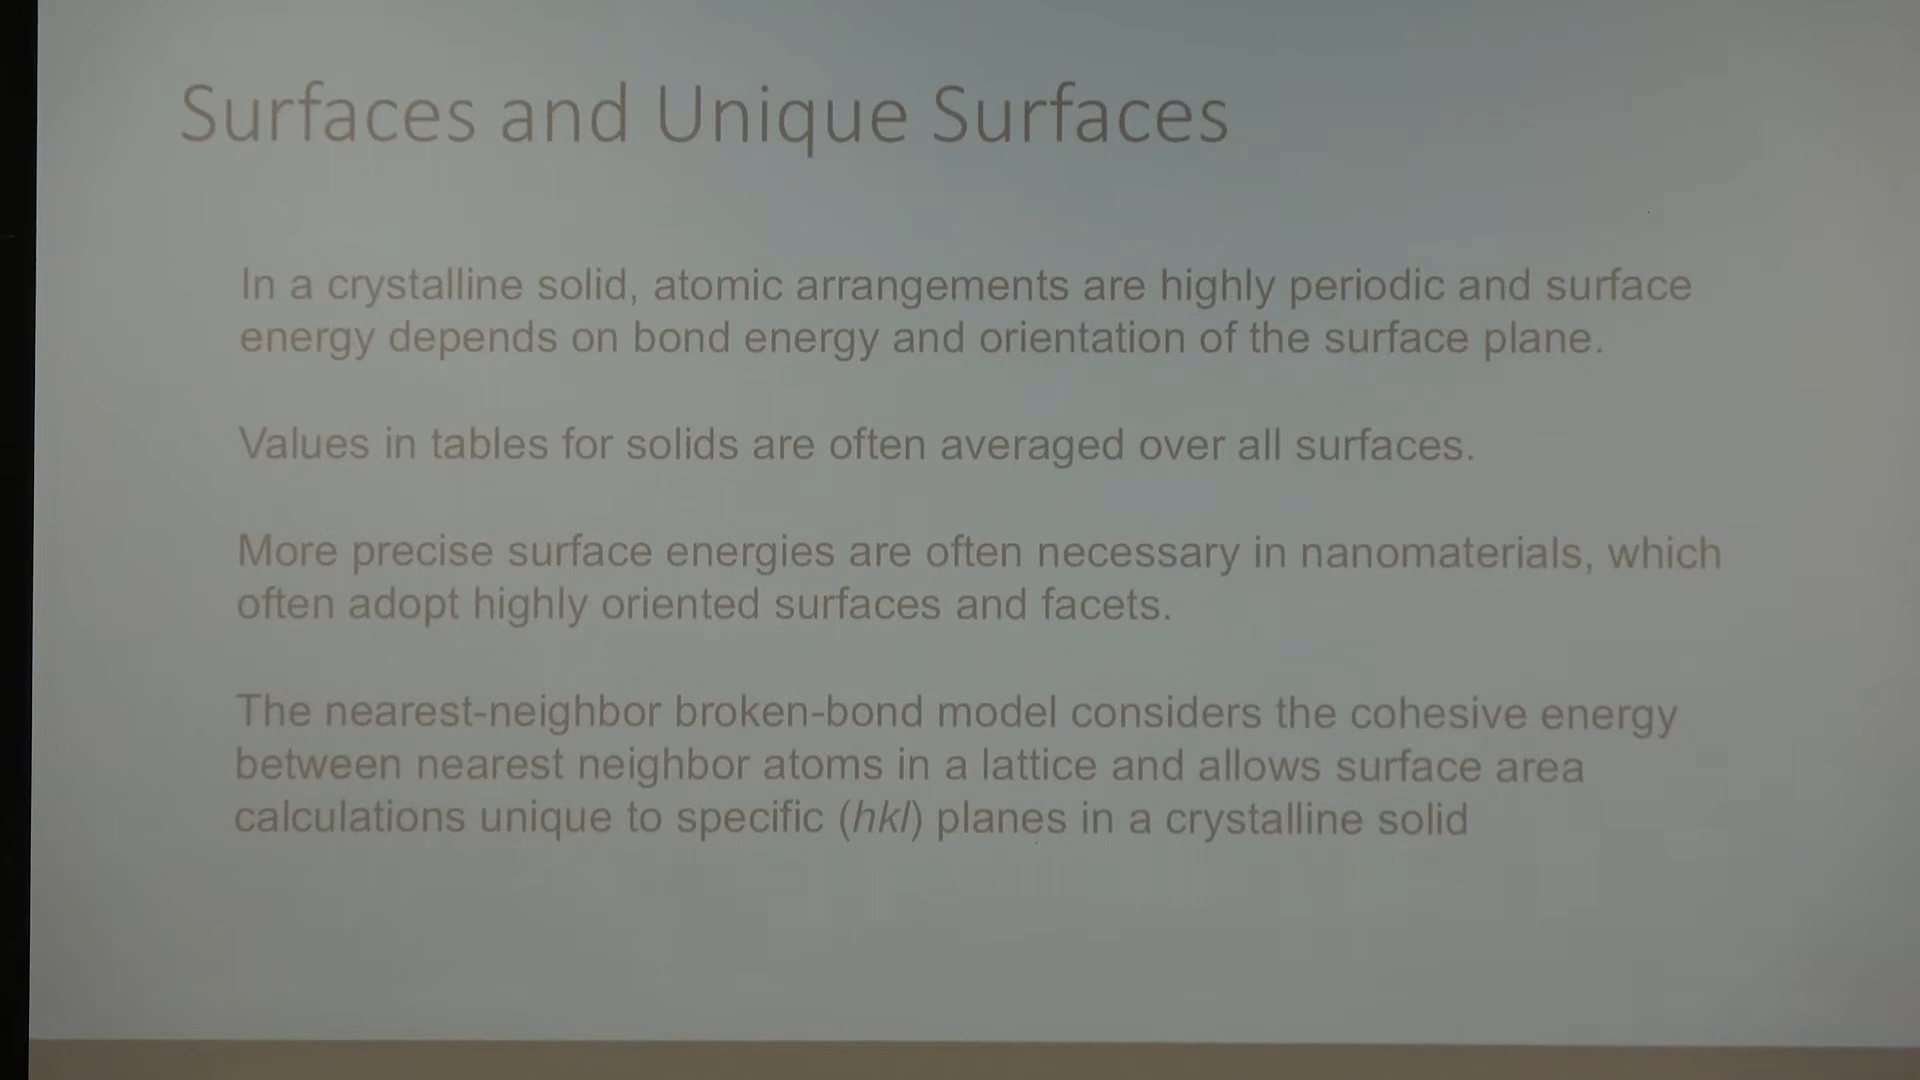 Surfaces and Unique Surfaces
In a crystalline solid, atomic arrangements are highly periodic and surface
energy depends on bond energy and orientation of the surface plane.
Values in tables for solids are often averaged over all surfaces.
More precise surface energies are often necessary in nanomaterials, which
often adopt highly oriented surfaces and facets.
The nearest-neighbor broken-bond model considers the cohesive energy
between nearest neighbor atoms in a lattice and allows surface area
calculations unique to specific (hkl) planes in a crystalline solid